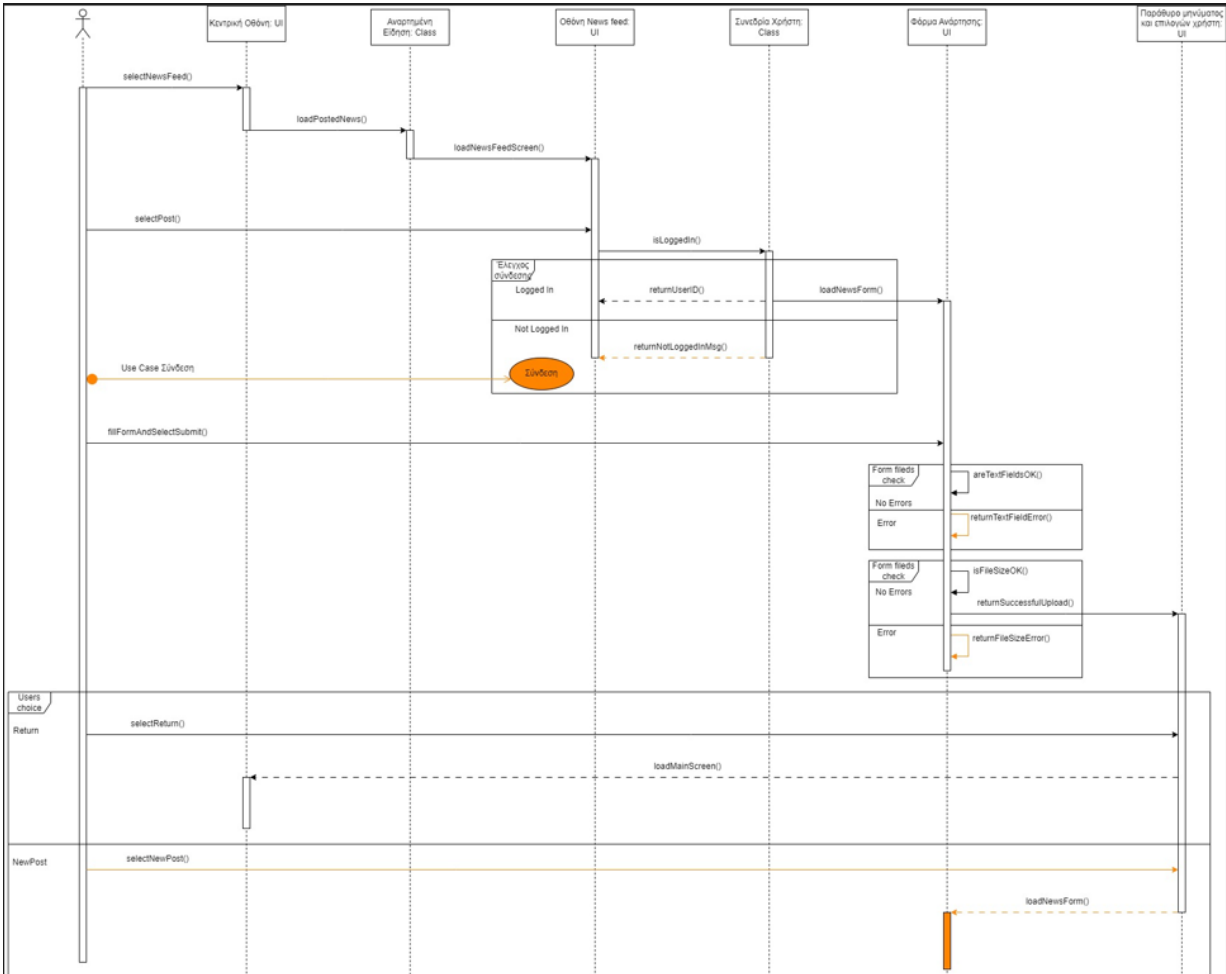 Κεντρική Οθόνη: UI
Αναρτημένη
Είδηση: Class
Οθόνη News feed:
UI
Συνεδρία Χρήστη:
Class
Φόρμα Ανάρτησης:
UI
Παράθυρο μηνύματος
και επιλογών χρήστη:
UI
selectNewsFeed()
loadPostedNews()
loadNewsFeedScreen()
selectPost()
isLoggedIn()
Έλεγχος
σύνδεσης
Logged In
returnUserID()
loadNewsForm()
Not Logged In
returnNotLoggedInMsg()
Use Case Σύνδεση
Σύνδεση
fillFormAndSelectSubmit()
Form fileds
check
areTextFieldsOK()
No Errors
Error
returnTextFieldError()
Form fileds
check
isFileSizeOK()
No Errors
returnSuccessfulUpload()
Error
returnFileSizeError()
Users
choice
Return
selectReturn()
loadMainScreen()
NewPost
selectNewPost()
loadNewsForm()